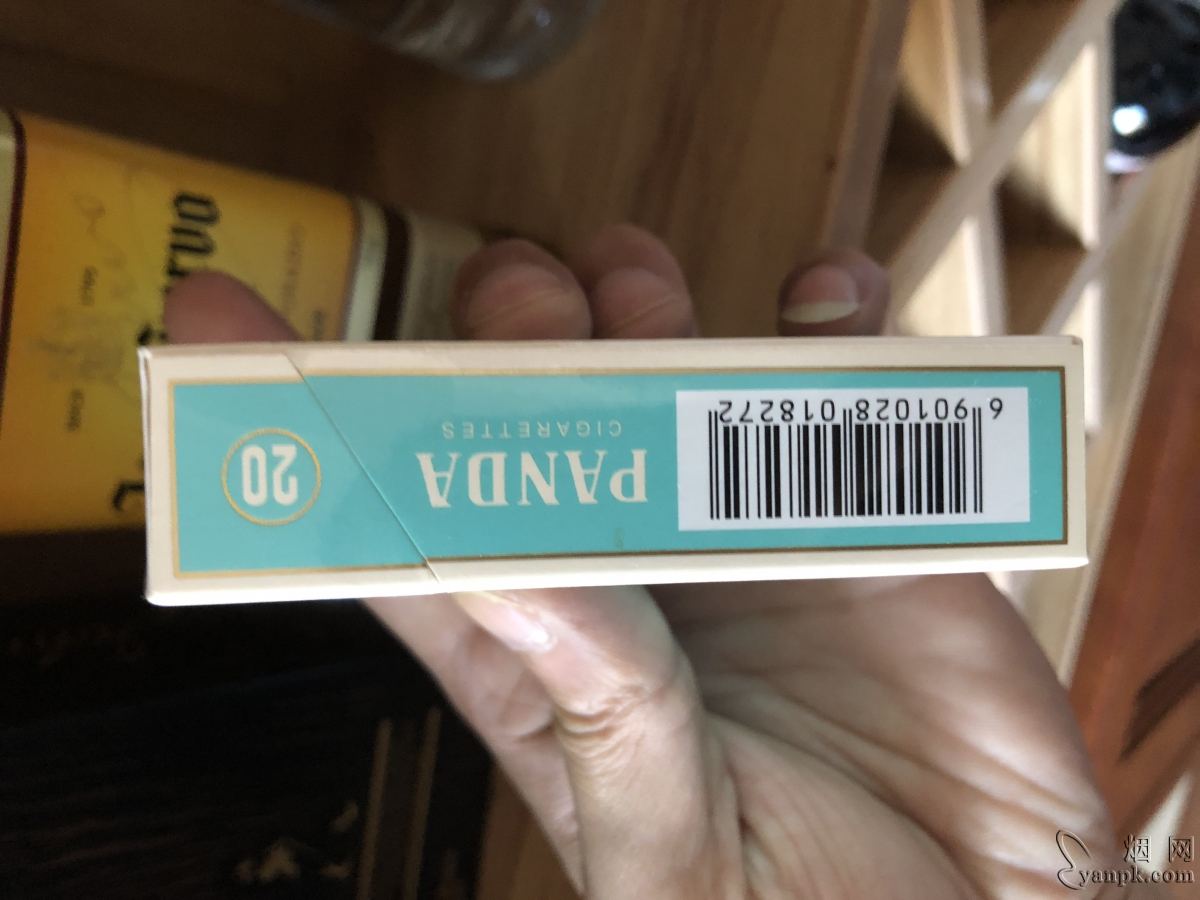 PANDA
CIGARETTES
20
6 901028 018272
烟网
yanpk.com